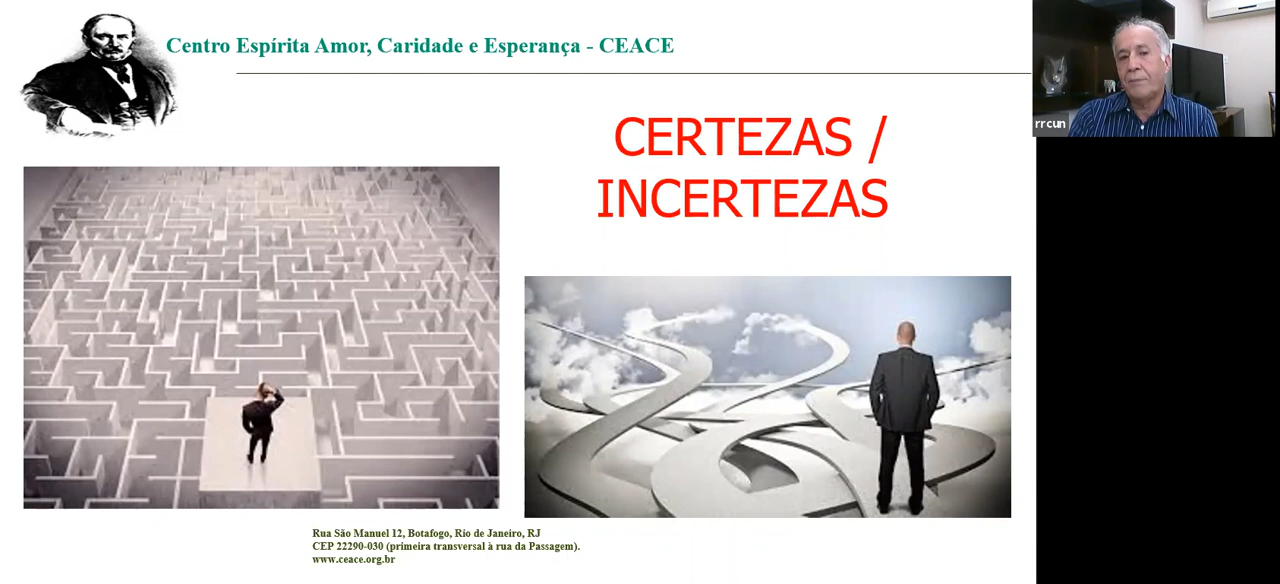 Centro Espírita Amor, Caridade e Esperança - CEACE
rrcun
CERTEZAS /
INCERTEZAS
Rua São Manuel 12, Botafogo, Rio de Janeiro, RJ
CEP 22290-030 (primeira transversal à rua da Passagem).
www.ceace.org.br